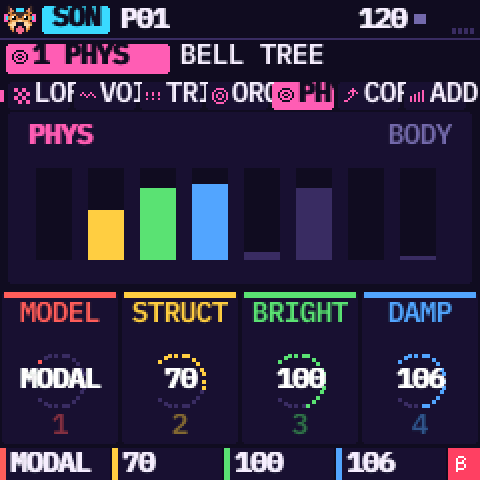 SON P01 120
1 PHYS BELL TREE
LOF VOI TRI ORG PH COF ADD
PHYS BODY
MODEL STRUCT BRIGHT DAMP
MODAL 70 100 106
1 2 3 4
MODAL 70 100 106 β